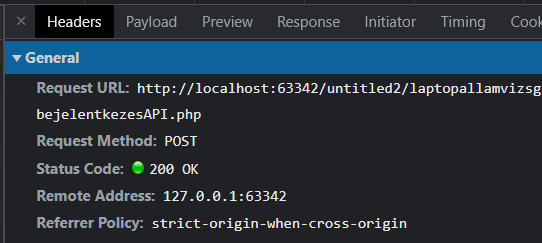 × Headers Payload Preview Response Initiator Timing
General
Request URL: http://localhost:63342/untitled2/laptopallamvizsg
bejelentkezesAPI.php
Request Method: POST
Status Code: 200 OK
Remote Address: 127.0.0.1:63342
Referrer Policy: strict-origin-when-cross-origin